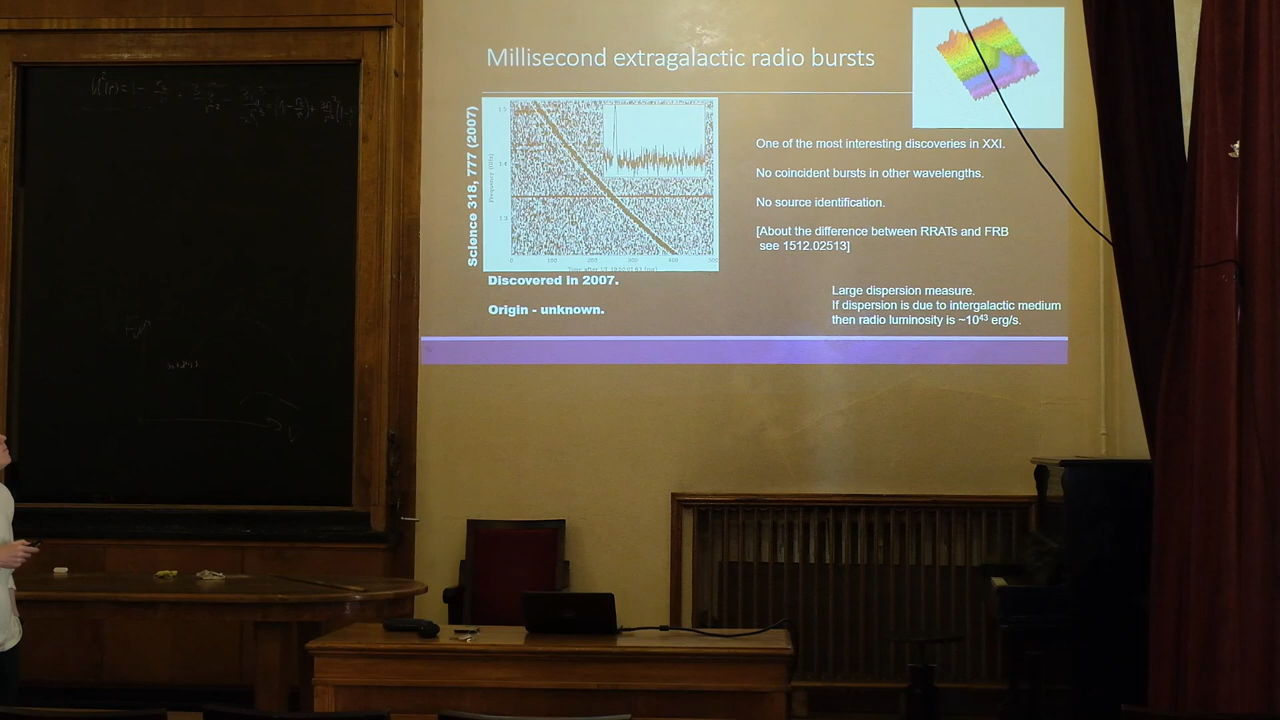 Millisecond extragalactic radio bursts
Science 318, 777 (2007)
One of the most interesting discoveries in XXI.
No coincident bursts in other wavelengths.
No source identification.
[About the difference between RRATs and FRB
see 1512.02513]
Discovered in 2007.
Origin - unknown.
Large dispersion measure.
If dispersion is due to intergalactic medium
then radio luminosity is ~10⁴³ erg/s.